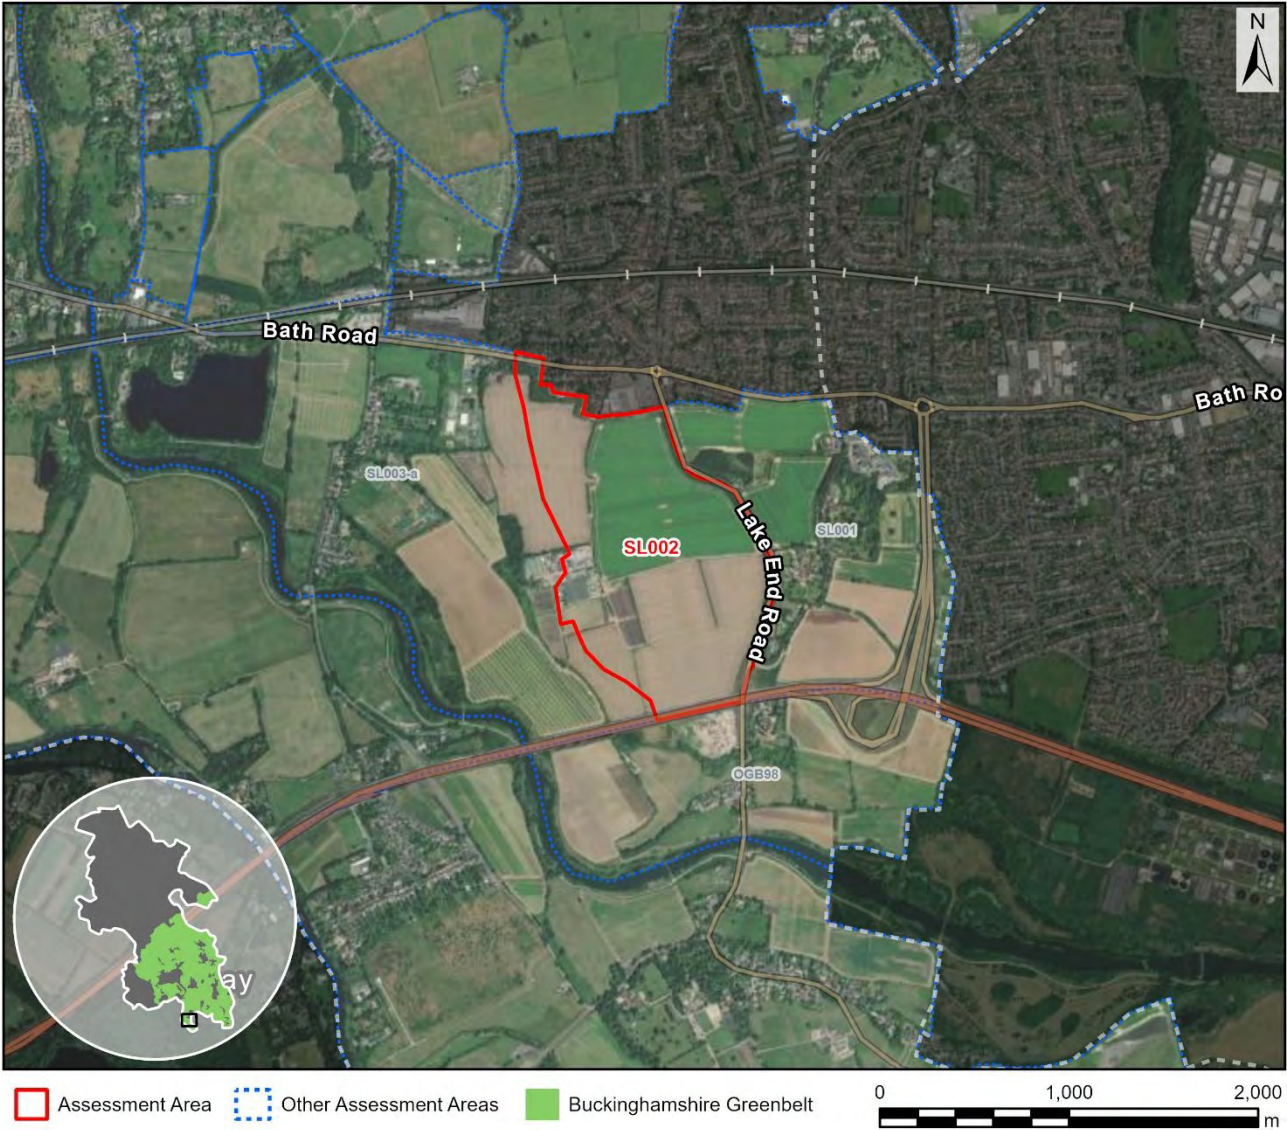 N
Bath Road
Bath Ro
SL003-a
SL002
SL001
Lake End Road
OGB98
ay
Assessment Area
Other Assessment Areas
Buckinghamshire Greenbelt
0 1,000 2,000
m